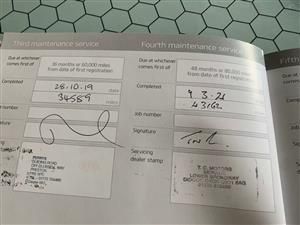 Third maintenance service
Due at whichever comes first of
36 months or 60,000 miles
from date of first registration
Completed
28.10.19 date
34589 miles
number
Signature
Fourth maintenance service
Due at whichever comes first of
48 months or 80,000 miles
from date of first registration
Completed
9.3.21
43162
Job number
Signature
Servicing
dealer stamp
T. C. MOTORS
LOWER BROADWAY
Fifth